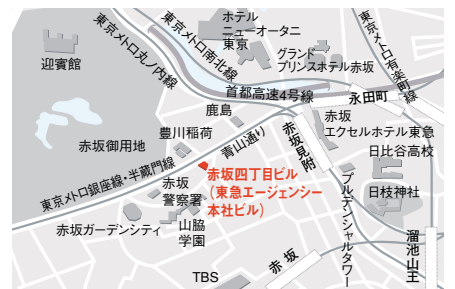 ホテル
ニューオータニ
東京
東京メトロ丸ノ内線
東京メトロ南北線
東京メトロ有楽町線
迎賓館
グランド
プリンスホテル赤坂
首都高速4号線
永田町
鹿島
赤坂
エクセルホテル東急
豊川稲荷
青山通り
赤坂見附
赤坂御用地
日比谷高校
東京メトロ銀座線・半蔵門線
赤坂四丁目ビル
（東急エージェンシー
本社ビル）
赤坂
警察署
プルデンシャルタワー
日枝神社
赤坂ガーデンシティ
山脇
学園
溜池山王
赤坂
TBS